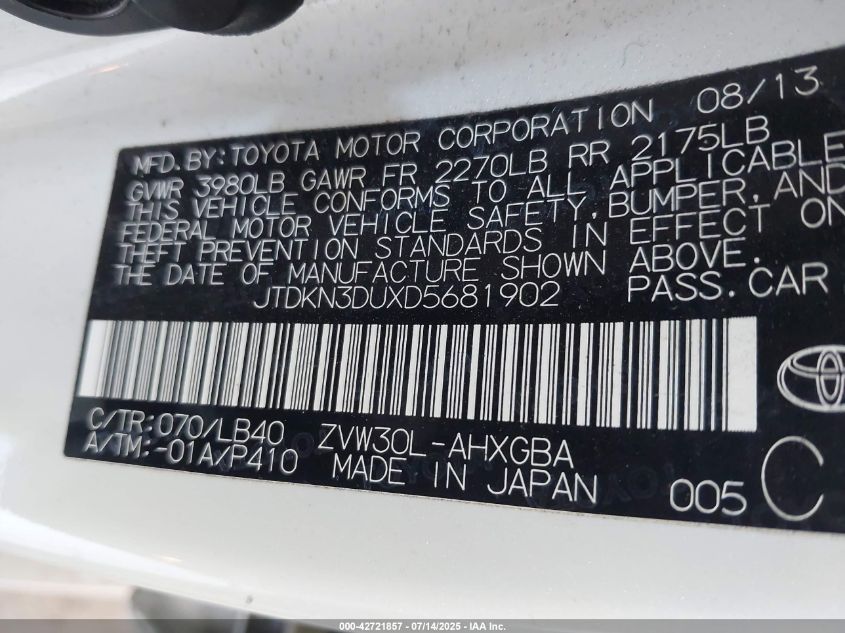 MFD.BY:TOYOTA MOTOR CORPORATION 08/13
GVWR 3980LB GAWR FR 2270LB RR 2175LB
THIS VEHICLE CONFORMS TO ALL APPLICABLE
FEDERAL MOTOR VEHICLE SAFETY,BUMPER,AND
THEFT PREVENTION STANDARDS IN EFFECT ON
THE DATE OF MANUFACTURE SHOWN ABOVE.
JTDKN3DUXD5681902 PASS.CAR
C/TR:070/LB40 ZVW30L-AHXGBA
A/TM:-01A/P410 MADE IN JAPAN 005 C
000-42721857 - 07/14/2025 - IAA Inc.